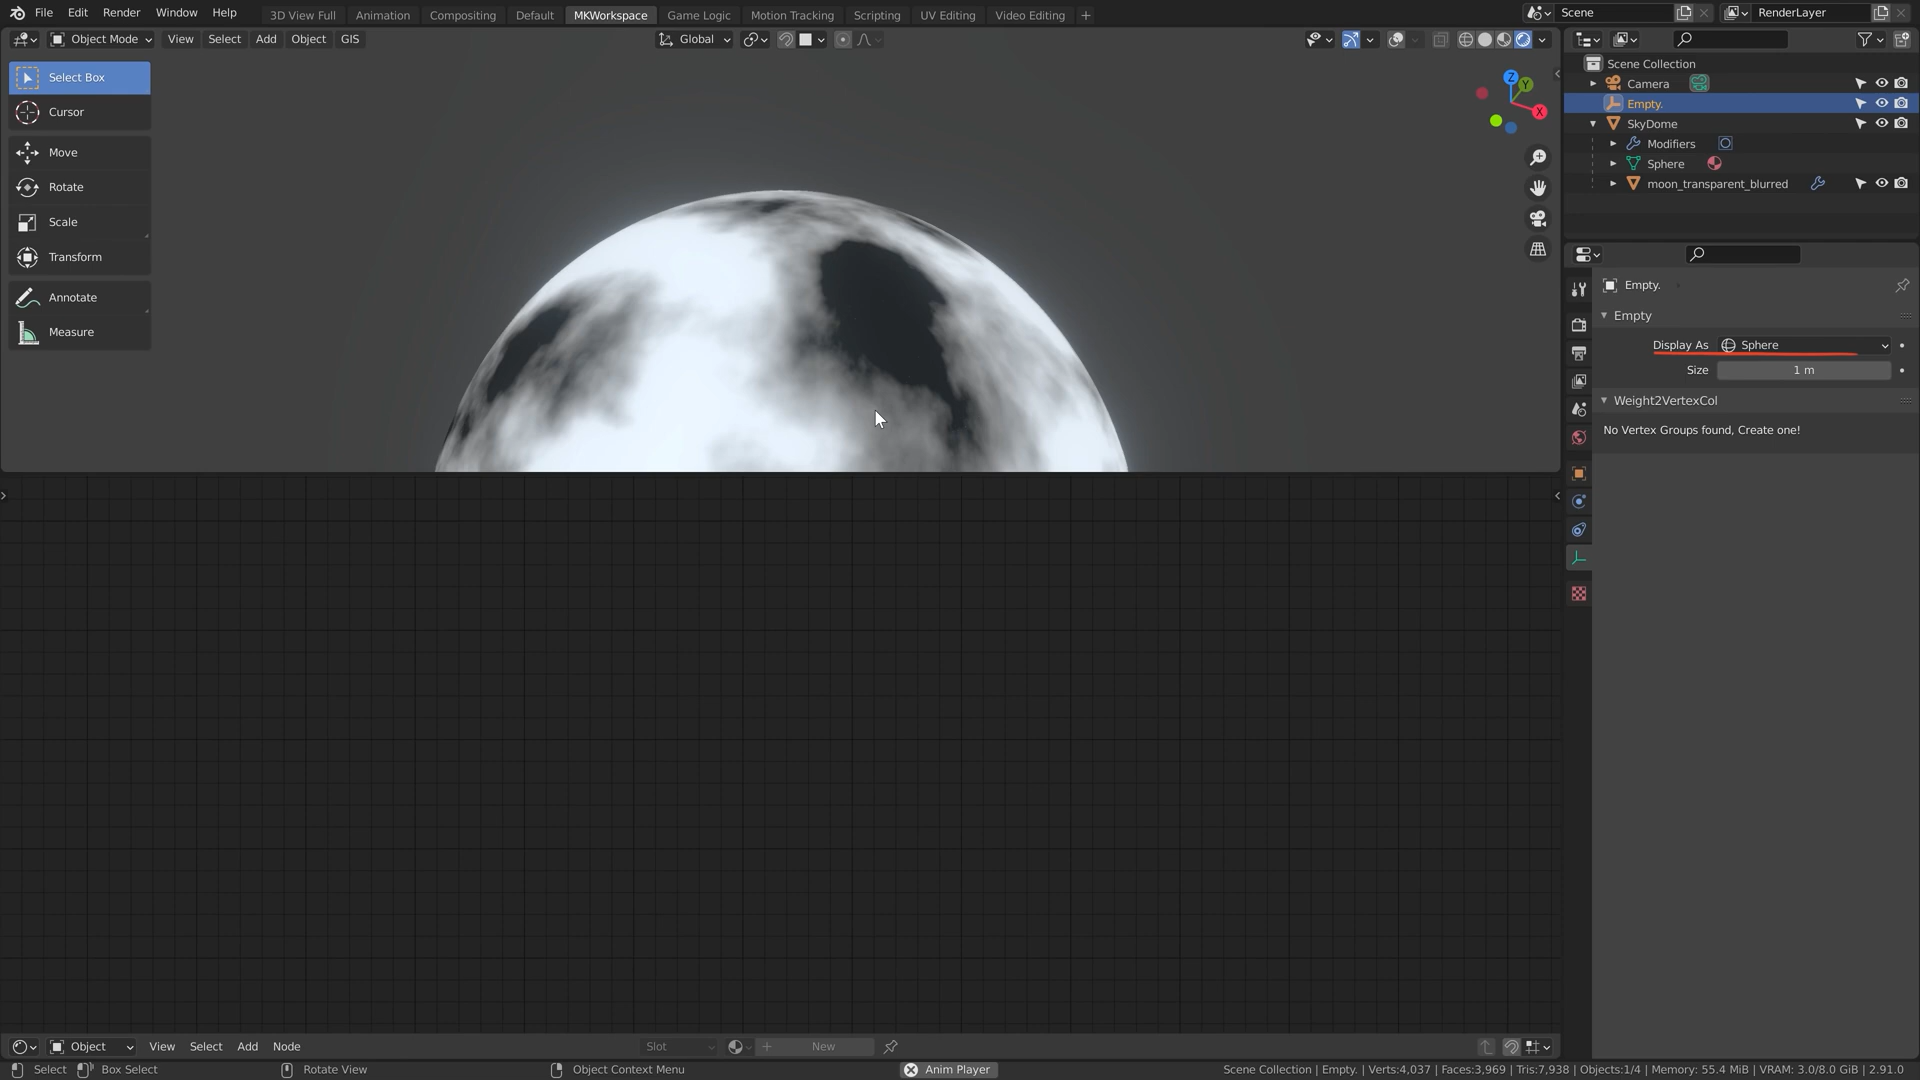 File Edit Render Window Help 3D View Full Animation Compositing Default MKWorkspace Game Logic Motion Tracking Scripting UV Editing Video Editing + Scene RenderLayer
Object Mode View Select Add Object GIS Global
Select Box
Cursor
Move
Rotate
Scale
Transform
Annotate
Measure
Z
Y
X
Scene Collection
Camera
Empty.
SkyDome
Modifiers
Sphere
moon_transparent_blurred
Empty.
Empty
Display As Sphere
Size 1 m
Weight2VertexCol
No Vertex Groups found, Create one!
Object View Select Add Node Slot + New
Select Box Select Rotate View Object Context Menu Anim Player Scene Collection | Empty. | Verts:4,037 | Faces:3,969 | Tris:7,938 | Objects:1/4 | Memory: 55.4 MiB | VRAM: 3.0/8.0 GiB | 2.91.0